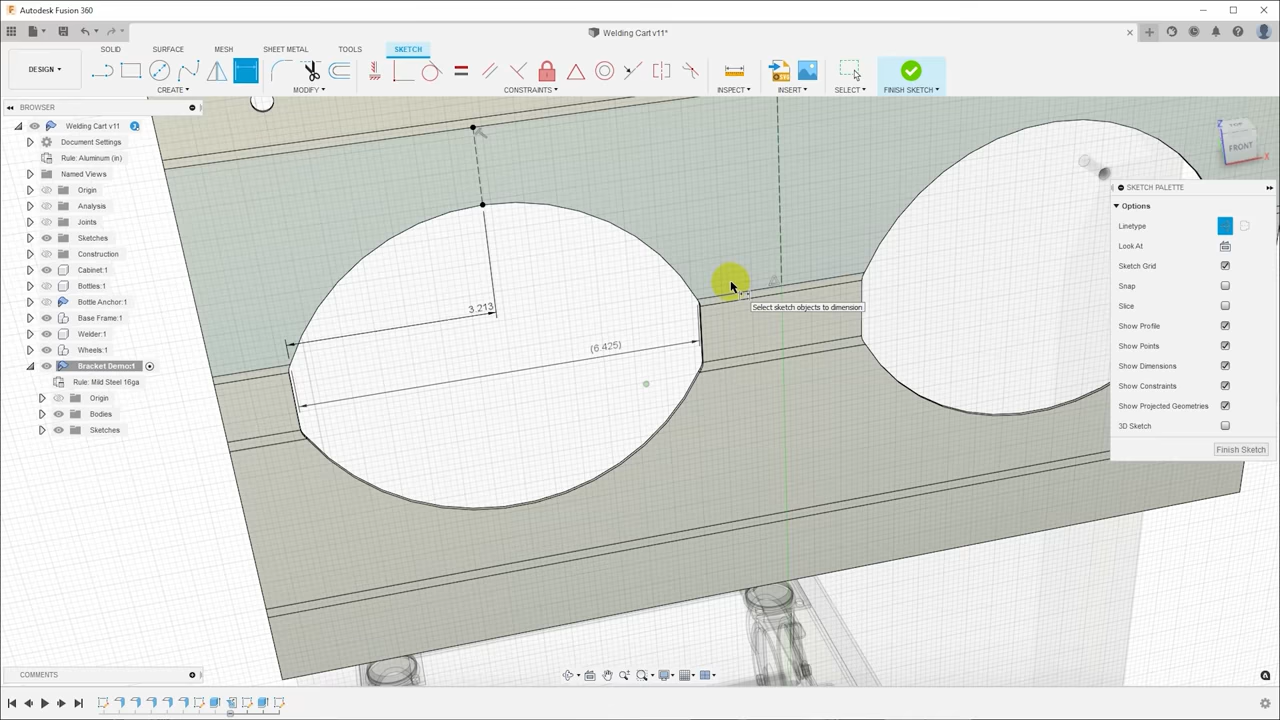 Autodesk Fusion 360
Welding Cart v11*
SOLID
SURFACE
MESH
SHEET METAL
TOOLS
SKETCH
DESIGN
CREATE
MODIFY
CONSTRAINTS
INSPECT
INSERT
SELECT
FINISH SKETCH
BROWSER
Welding Cart v11
Document Settings
Rule: Aluminum (in)
Named Views
Origin
Analysis
Joints
Sketches
Construction
Cabinet:1
Bottles:1
Bottle Anchor:1
Base Frame:1
Welder:1
Wheels:1
Bracket Demo:1
Rule: Mild Steel 16ga
Origin
Bodies
Sketches
3.213
(6.425)
Select sketch objects to dimension
TOP
FRONT
Z
X
SKETCH PALETTE
Options
Linetype
Look At
Sketch Grid
Snap
Slice
Show Profile
Show Points
Show Dimensions
Show Constraints
Show Projected Geometries
3D Sketch
Finish Sketch
COMMENTS